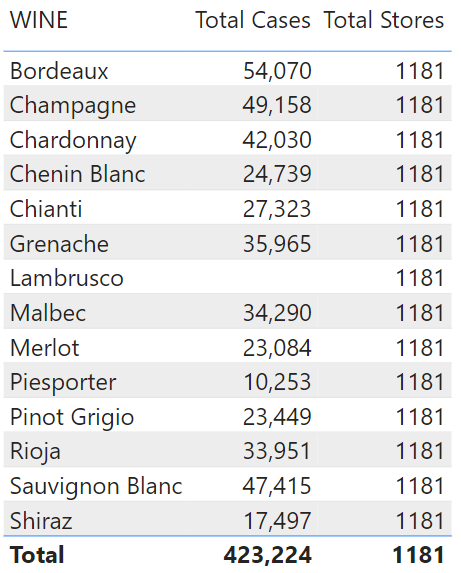 WINE Total Cases Total Stores
Bordeaux 54,070 1181
Champagne 49,158 1181
Chardonnay 42,030 1181
Chenin Blanc 24,739 1181
Chianti 27,323 1181
Grenache 35,965 1181
Lambrusco 1181
Malbec 34,290 1181
Merlot 23,084 1181
Piesporter 10,253 1181
Pinot Grigio 23,449 1181
Rioja 33,951 1181
Sauvignon Blanc 47,415 1181
Shiraz 17,497 1181
Total 423,224 1181